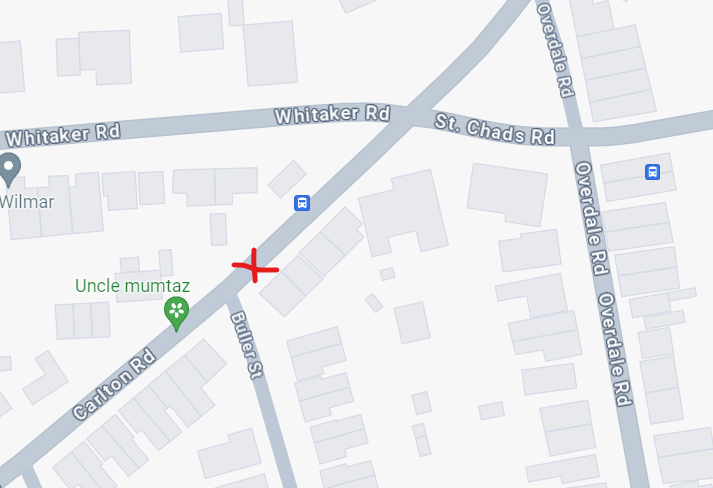 Overdale Rd
Whitaker Rd
Whitaker Rd
St. Chads Rd
Wilmar
Overdale Rd
Uncle mumtaz
Overdale Rd
Buller St
Carlton Rd